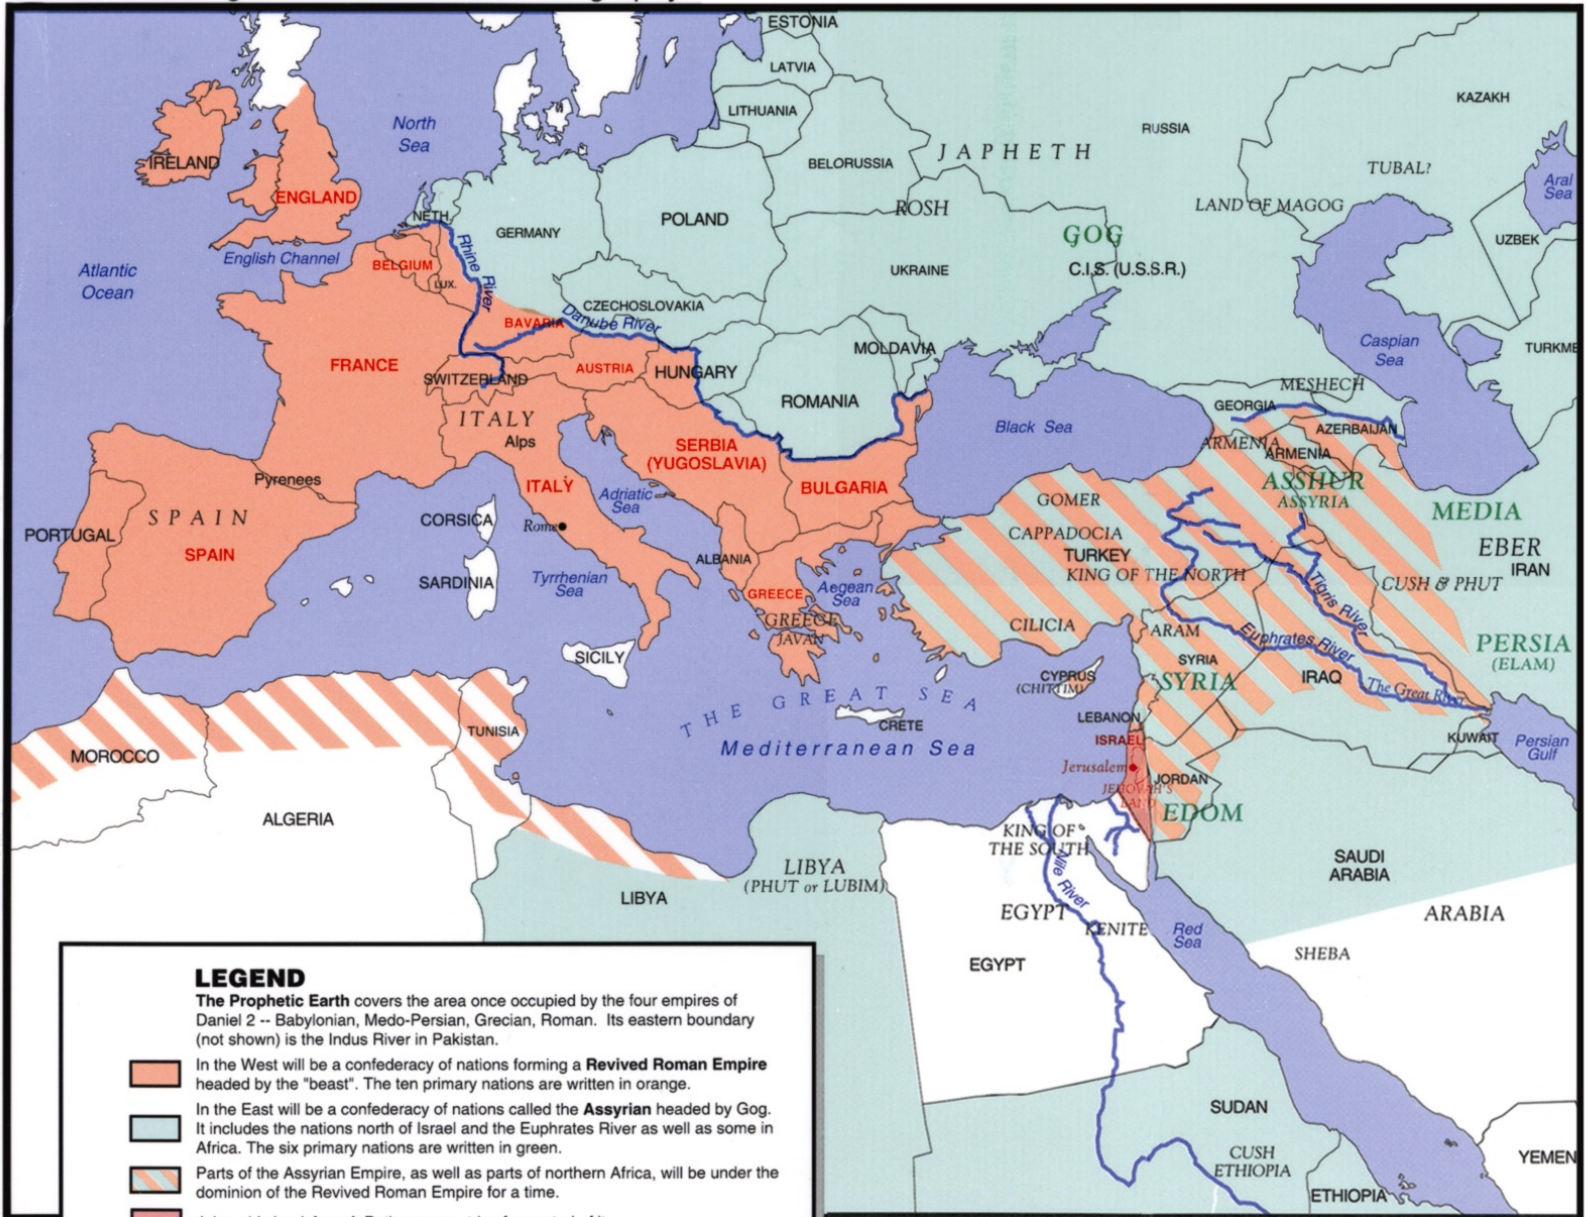 ESTONIA
LATVIA
LITHUANIA
KAZAKH
RUSSIA
North
Sea
JAPHETH
IRELAND
BELORUSSIA
TUBAL?
Aral
Sea
ENGLAND
ROSH
LAND OF MAGOG
NETH.
POLAND
GERMANY
GOG
UZBEK
English Channel
BELGIUM
Rhine River
C.I.S. (U.S.S.R.)
Atlantic
Ocean
UKRAINE
LUX.
CZECHOSLOVAKIA
BAVARIA
Danube River
MOLDAVIA
Caspian
Sea
TURKME
FRANCE
SWITZERLAND
AUSTRIA
HUNGARY
ROMANIA
MESHECH
GEORGIA
ITALY
Alps
Black Sea
AZERBAIJAN
SERBIA
(YUGOSLAVIA)
ARMENIA
ARMENIA
Pyrenees
ITALY
BULGARIA
ASSHUR
ASSYRIA
Adriatic
Sea
GOMER
MEDIA
SPAIN
CORSICA
Rome
PORTUGAL
SPAIN
CAPPADOCIA
EBER
IRAN
ALBANIA
TURKEY
KING OF THE NORTH
SARDINIA
Tyrrhenian
Sea
GREECE
Aegean
Sea
CUSH & PHUT
Tigris River
GREECE
JAVAN
CILICIA
ARAM
Euphrates River
PERSIA
(ELAM)
SICILY
CYPRUS
(CHITTIM)
SYRIA
SYRIA
IRAQ
The Great River
THE GREAT SEA
CRETE
LEBANON
TUNISIA
Mediterranean Sea
ISRAEL
KUWAIT
Persian
Gulf
MOROCCO
Jerusalem
JORDAN
JEHOVAH'S
LAND
EDOM
ALGERIA
KING OF
THE SOUTH
LIBYA
(PHUT or LUBIM)
LIBYA
Nile River
SAUDI
ARABIA
EGYPT
KENITE
Red
Sea
ARABIA
SHEBA
EGYPT
LEGEND
The Prophetic Earth covers the area once occupied by the four empires of
Daniel 2 -- Babylonian, Medo-Persian, Grecian, Roman. Its eastern boundary
(not shown) is the Indus River in Pakistan.
In the West will be a confederacy of nations forming a Revived Roman Empire
headed by the "beast". The ten primary nations are written in orange.
In the East will be a confederacy of nations called the Assyrian headed by Gog.
It includes the nations north of Israel and the Euphrates River as well as some in
Africa. The six primary nations are written in green.
Parts of the Assyrian Empire, as well as parts of northern Africa, will be under the
dominion of the Revived Roman Empire for a time.
SUDAN
CUSH
ETHIOPIA
YEMEN
ETHIOPIA